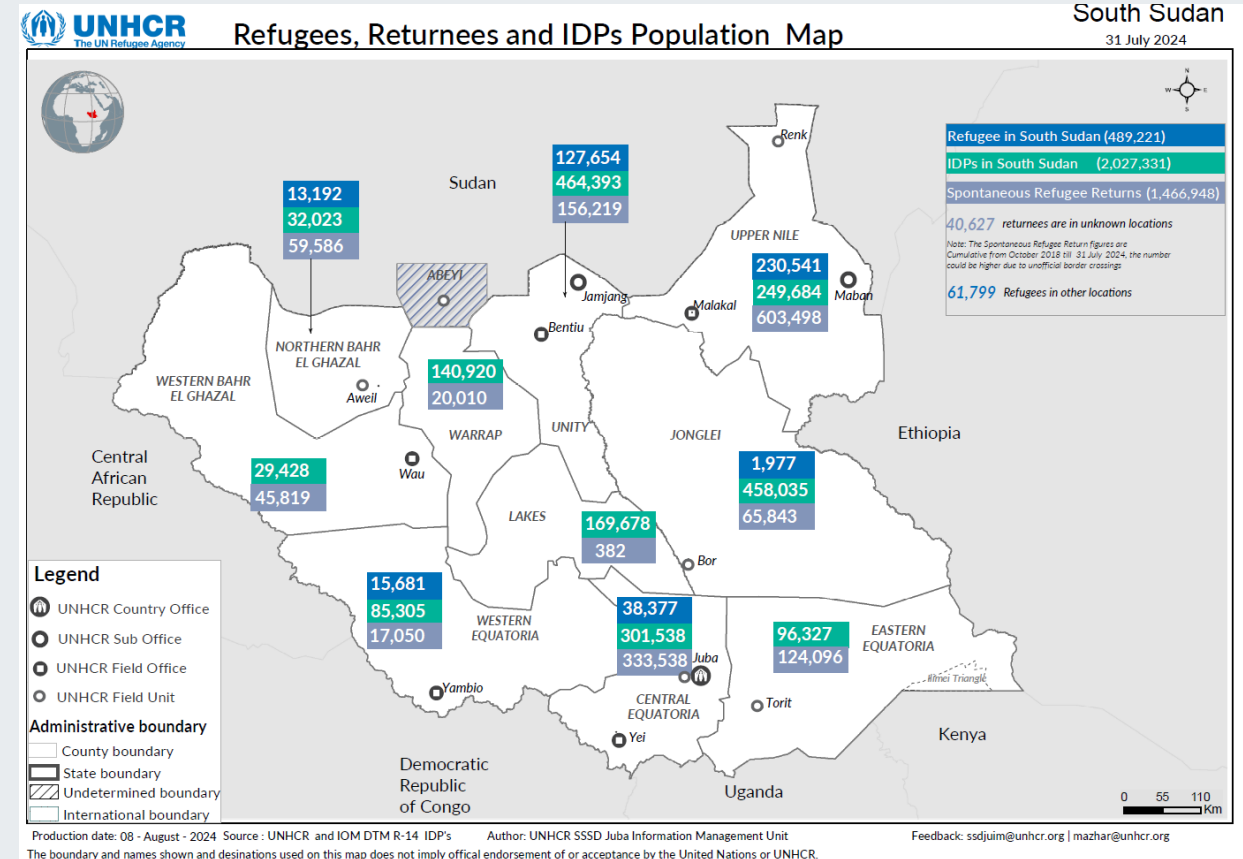 UNHCR
The UN Refugee Agency
Refugees, Returnees and IDPs Population Map
South Sudan
31 July 2024
N
W
E
S
Refugee in South Sudan (489,221)
IDPs in South Sudan (2,027,331)
Spontaneous Refugee Returns (1,466,948)
40,627 returnees are in unknown locations
Note: The Spontaneous Refugee Return figures are
Cumulative from October 2018 till 31 July 2024, the number
could be higher due to unofficial border crossings
61,799 Refugees in other locations
Sudan
Renk
127,654
464,393
156,219
13,192
32,023
59,586
UPPER NILE
230,541
249,684
603,498
Maban
Malakal
ABEYI
Jamjang
Bentiu
NORTHERN BAHR
EL GHAZAL
Aweil
WESTERN BAHR
EL GHAZAL
140,920
20,010
WARRAP
UNITY
JONGLEI
Ethiopia
Central
African
Republic
Wau
29,428
45,819
1,977
458,035
65,843
LAKES
169,678
382
Bor
15,681
85,305
17,050
WESTERN
EQUATORIA
38,377
301,538
333,538
Juba
96,327
124,096
EASTERN
EQUATORIA
Triangle
Yambio
CENTRAL
EQUATORIA
Torit
Yei
Kenya
Democratic
Republic
of Congo
Uganda
Legend
UNHCR Country Office
UNHCR Sub Office
UNHCR Field Office
UNHCR Field Unit
Administrative boundary
County boundary
State boundary
Undetermined boundary
International boundary
0 55 110
Km
Production date: 08 - August - 2024 Source : UNHCR and IOM DTM R-14 IDP's Author: UNHCR SSSD Juba Information Management Unit Feedback: ssdjuim@unhcr.org | mazhar@unhcr.org
The boundary and names shown and desinations used on this map does not imply offical endorsement of or acceptance by the United Nations or UNHCR.